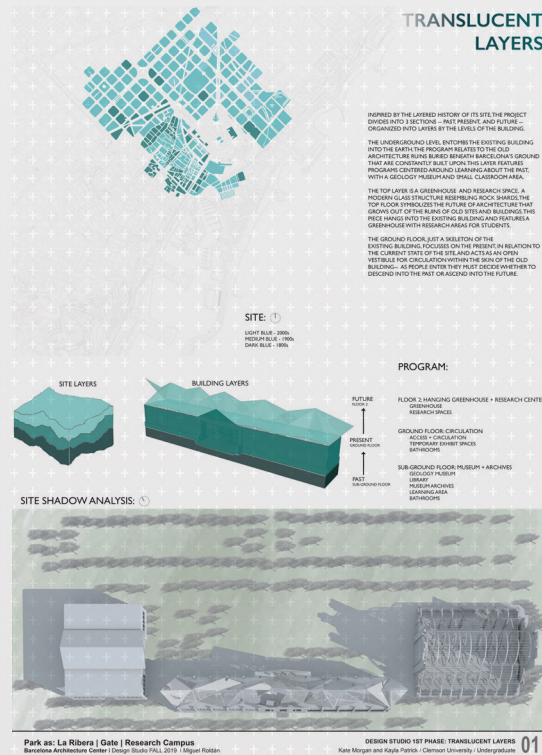 TRANSLUCENT
LAYERS
INSPIRED BY THE LAYERED HISTORY OF ITS SITE, THE PROJECT
DIVIDES INTO 3 SECTIONS – PAST, PRESENT, AND FUTURE –
ORGANIZED INTO LAYERS BY THE LEVELS OF THE BUILDING.
THE UNDERGROUND LEVEL ENTOMBS THE EXISTING BUILDING
INTO THE EARTH. THE PROGRAM RELATES TO THE OLD
ARCHITECTURE RUINS BURIED BENEATH BARCELONA'S GROUND
THAT ARE CONSTANTLY BUILT UPON. THIS LAYER FEATURES
PROGRAMS CENTERED AROUND LEARNING ABOUT THE PAST,
WITH A GEOLOGY MUSEUM AND SMALL CLASSROOM AREA.
THE TOP LAYER IS A GREENHOUSE AND RESEARCH SPACE. A
MODERN GLASS STRUCTURE RESEMBLING ROCK SHARDS, THE
TOP FLOOR SYMBOLIZES THE FUTURE OF ARCHITECTURE THAT
GROWS OUT OF THE RUINS OF OLD SITES AND BUILDINGS. THIS
PIECE HANGS INTO THE EXISTING BUILDING AND FEATURES A
GREENHOUSE WITH RESEARCH AREAS FOR STUDENTS.
THE GROUND FLOOR, JUST A SKELETON OF THE
EXISTING BUILDING, FOCUSSES ON THE PRESENT, IN RELATION TO
THE CURRENT STATE OF THE SITE, AND ACTS AS AN OPEN
VESTIBULE FOR CIRCULATION WITHIN THE SKIN OF THE OLD
BUILDING– AS PEOPLE ENTER THEY MUST DECIDE WHETHER TO
DESCEND INTO THE PAST OR ASCEND INTO THE FUTURE.
SITE:
LIGHT BLUE - 2000s
MEDIUM BLUE - 1900s
DARK BLUE - 1800s
SITE LAYERS
BUILDING LAYERS
FUTURE
FLOOR 2
PRESENT
GROUND FLOOR
PAST
SUB-GROUND FLOOR
PROGRAM:
FLOOR 2: HANGING GREENHOUSE + RESEARCH CENTE
GREENHOUSE
RESEARCH SPACES
GROUND FLOOR: CIRCULATION
ACCESS + CIRCULATION
TEMPORARY EXHIBIT SPACES
BATHROOMS
SUB-GROUND FLOOR: MUSEUM + ARCHIVES
GEOLOGY MUSEUM
LIBRARY
MUSEUM ARCHIVES
LEARNING AREA
BATHROOMS
SITE SHADOW ANALYSIS:
Park as: La Ribera | Gate | Research Campus
Barcelona Architecture Center | Design Studio FALL 2019 | Miguel Roldán
DESIGN STUDIO 1ST PHASE: TRANSLUCENT LAYERS
Kate Morgan and Kayla Patrick / Clemson University / Undergraduate
01